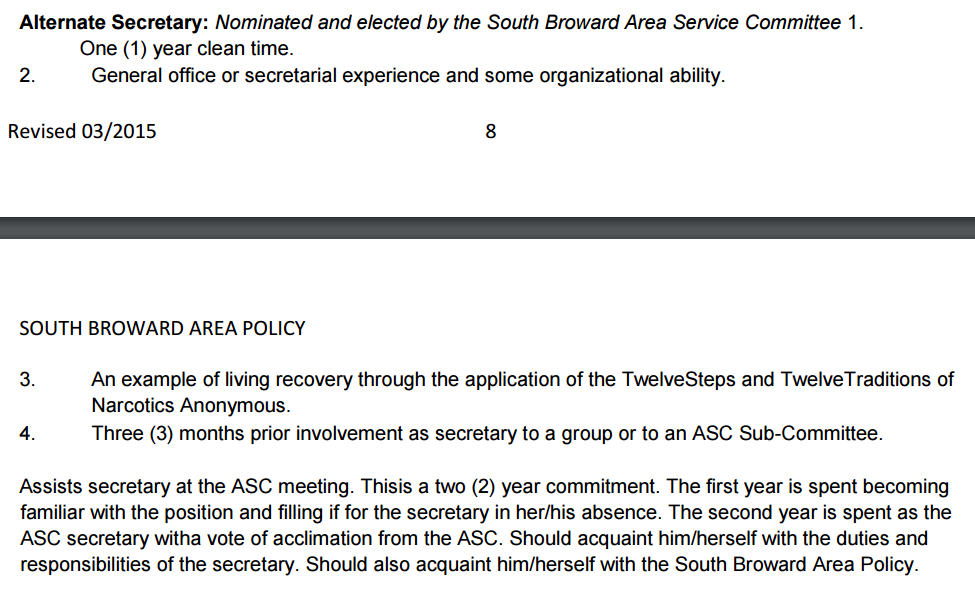 Alternate Secretary: Nominated and elected by the South Broward Area Service Committee 1.
One (1) year clean time.
2. General office or secretarial experience and some organizational ability.
Revised 03/2015 8
SOUTH BROWARD AREA POLICY
3. An example of living recovery through the application of the TwelveSteps and TwelveTraditions of
Narcotics Anonymous.
4. Three (3) months prior involvement as secretary to a group or to an ASC Sub-Committee.
Assists secretary at the ASC meeting. Thisis a two (2) year commitment. The first year is spent becoming
familiar with the position and filling if for the secretary in her/his absence. The second year is spent as the
ASC secretary witha vote of acclimation from the ASC. Should acquaint him/herself with the duties and
responsibilities of the secretary. Should also acquaint him/herself with the South Broward Area Policy.